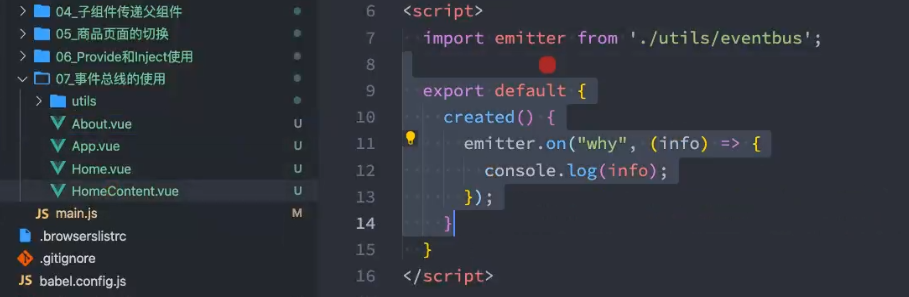 04_子组件传递父组件
05_商品页面的切换
06_Provide和Inject使用
07_事件总线的使用
utils
About.vue U
App.vue U
Home.vue U
HomeContent.vue U
JS main.js M
.browserslistrc
.gitignore
JS babel.config.js
6 <script>
7 import emitter from './utils/eventbus';
8
9 export default {
10 created() {
11 emitter.on("why", (info) => {
12 console.log(info);
13 });
14 }
15 }
16 </script>